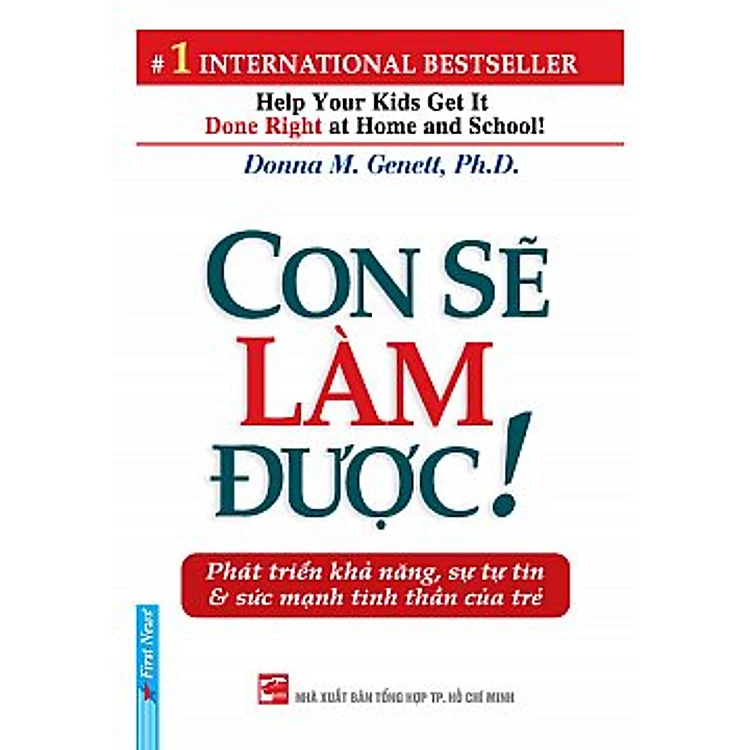 # 1 INTERNATIONAL BESTSELLER
Help Your Kids Get It
Done Right at Home and School!
Donna M. Genett, Ph.D.
CON SẼ
LÀM
ĐƯỢC!
Phát triển khả năng, sự tự tin
& sức mạnh tinh thần của trẻ
First News
NHÀ XUẤT BẢN TỔNG HỢP TP. HỒ CHÍ MINH